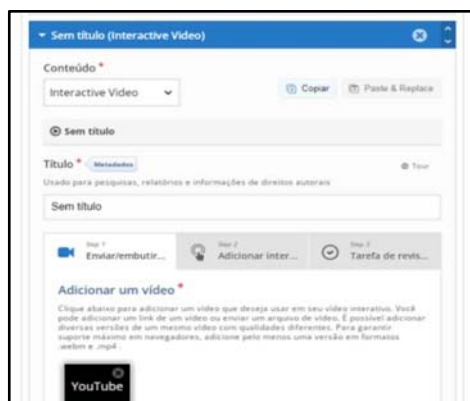 Sem título (Interactive Video)
Conteúdo *
Interactive Video
Copiar
Paste & Replace
Sem título
Título * Metadados
Tour
Usado para pesquisas, relatórios e informações de direitos autorais
Sem título
Step 1
Enviar/embutir...
Step 2
Adicionar inter...
Step 3
Tarefa de revis...
Adicionar um vídeo *
Clique abaixo para adicionar um vídeo que deseja usar em seu vídeo interativo. Você
pode adicionar um link de um vídeo ou enviar um arquivo de vídeo. É possível adicionar
diversas versões de um mesmo vídeo com qualidades diferentes. Para garantir
suporte máximo em navegadores, adicione pelo menos uma versão em formatos
.webm e .mp4 .
YouTube